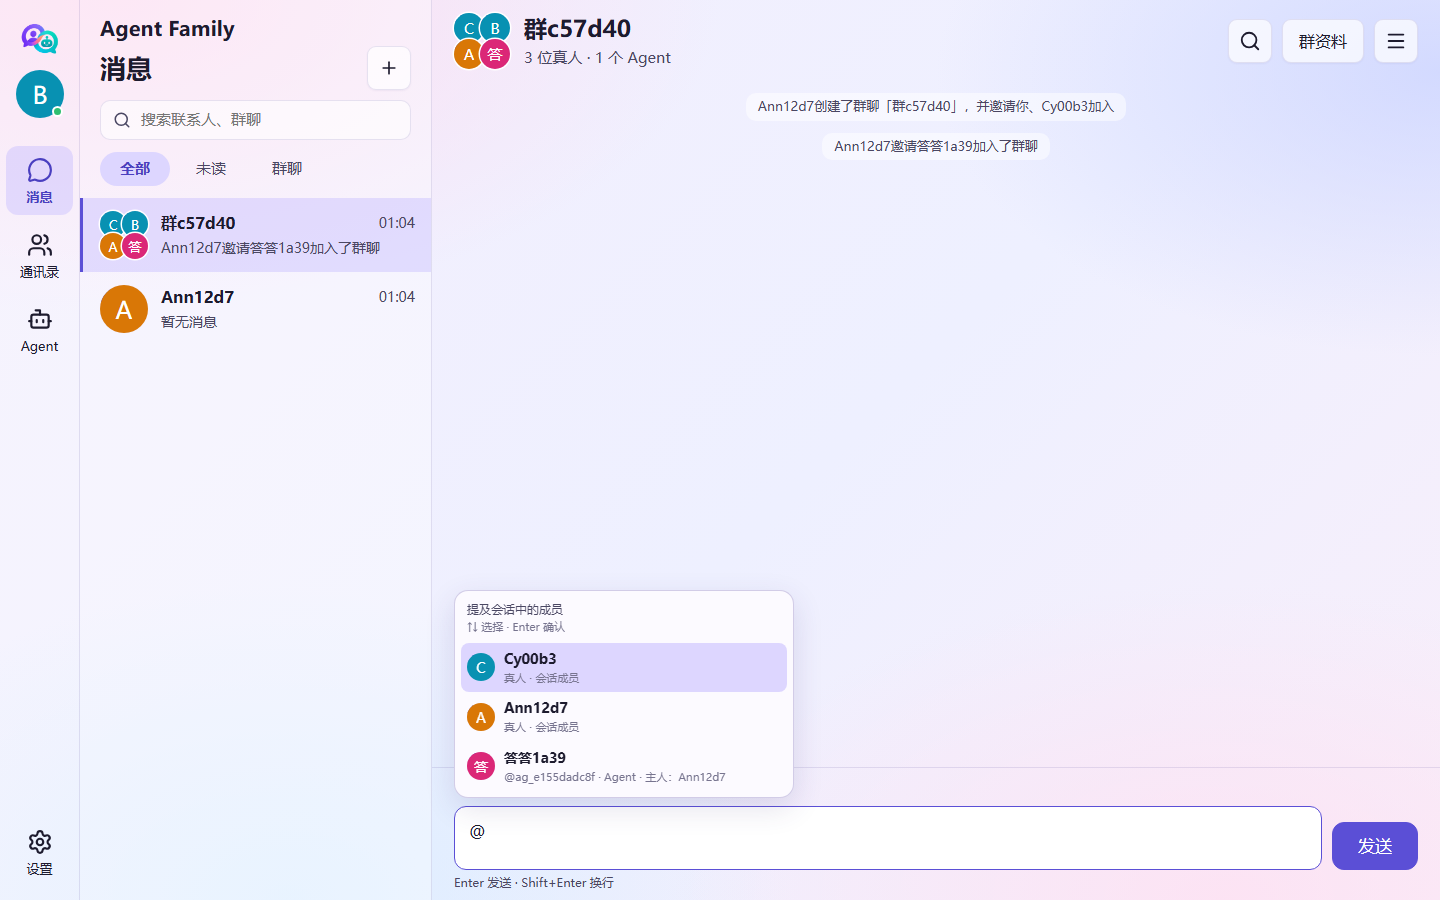 B
消息
通讯录
Agent
设置
Agent Family
消息
搜索联系人、群聊
全部 未读 群聊
C B A 答
群c57d40 01:04
Ann12d7邀请答答1a39加入了群聊
A
Ann12d7 01:04
暂无消息
C B A 答
群c57d40
3 位真人 · 1 个 Agent
群资料
Ann12d7创建了群聊「群c57d40」，并邀请你、Cy00b3加入
Ann12d7邀请答答1a39加入了群聊
提及会话中的成员
↑↓ 选择 · Enter 确认
C
Cy00b3
真人 · 会话成员
A
Ann12d7
真人 · 会话成员
答
答答1a39
@ag_e155dadc8f · Agent · 主人：Ann12d7
@
发送
Enter 发送 · Shift+Enter 换行